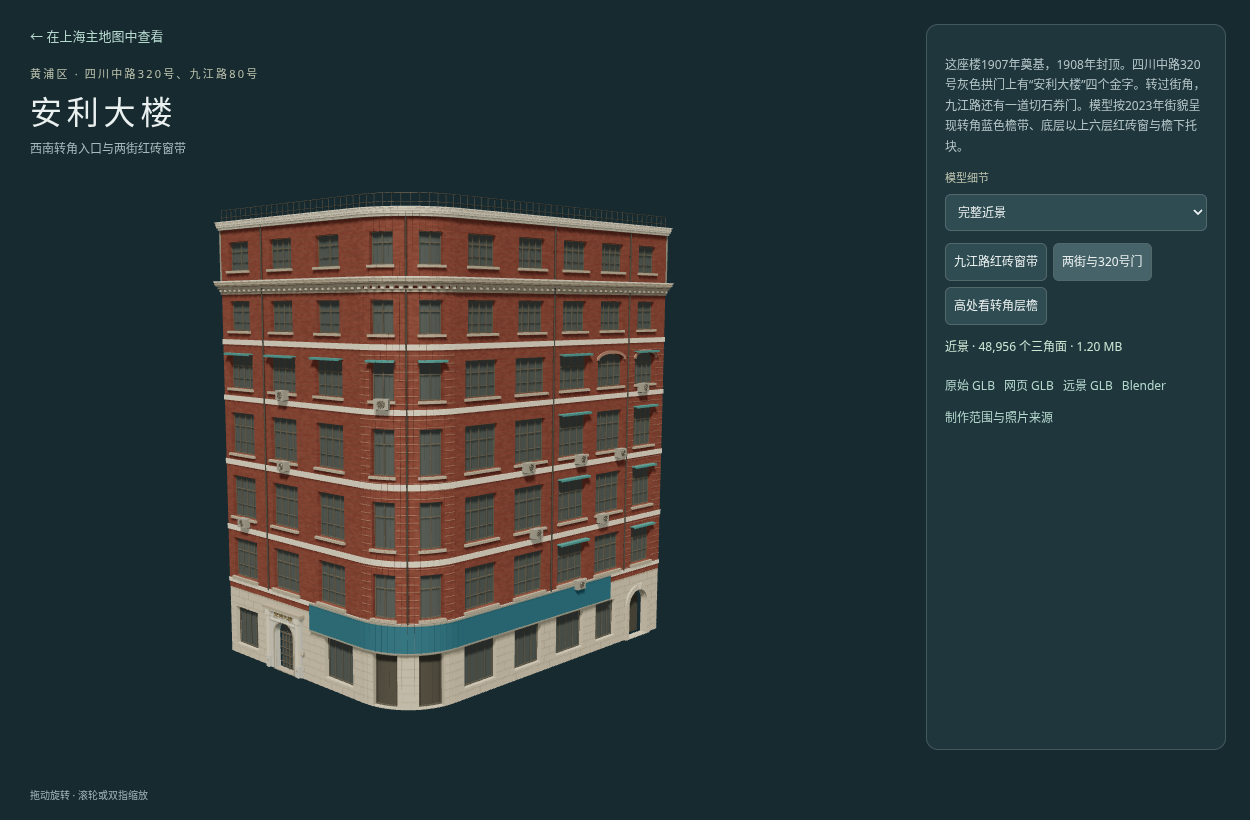 ← 在上海主地图中查看
黄浦区 · 四川中路320号、九江路80号
安利大楼
西南转角入口与两街红砖窗带
这座楼1907年奠基，1908年封顶。四川中路320
号灰色拱门上有“安利大楼”四个金字。转过街角，
九江路还有一道切石券门。模型按2023年街貌呈
现转角蓝色檐带、底层以上六层红砖窗与檐下托
块。
模型细节
完整近景
九江路红砖窗带
两街与320号门
高处看转角层檐
近景 · 48,956 个三角面 · 1.20 MB
原始 GLB 网页 GLB 远景 GLB Blender
制作范围与照片来源
拖动旋转 · 滚轮或双指缩放